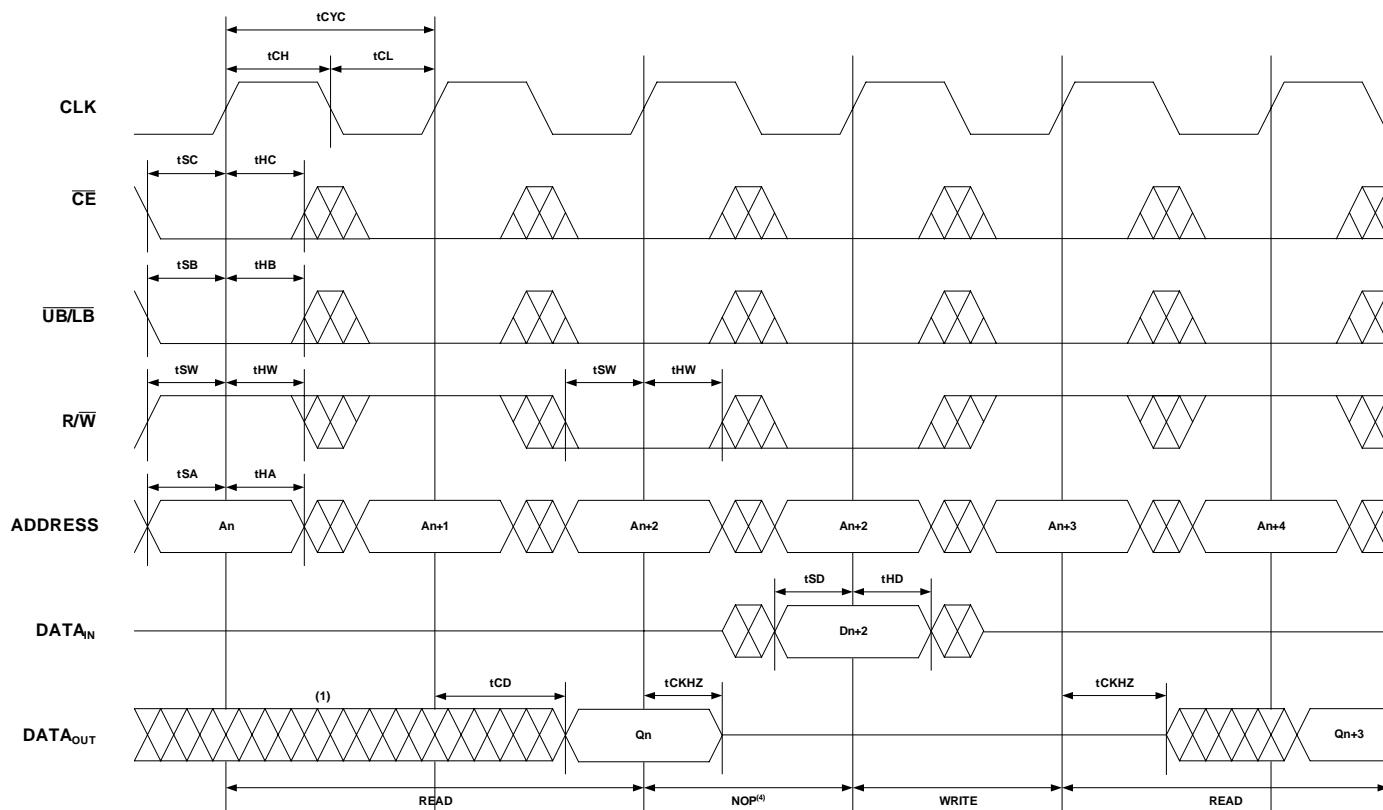 tCYC
tCH tCL
CLK
tSC tHC
CE
tSB tHB
UB/LB
tSW tHW tSW tHW
R/W
tSA tHA
ADDRESS An An+1 An+2 An+2 An+3 An+4
tSD tHD
DATAIN Dn+2
(1) tCD tCKHZ tCKHZ
DATAOUT Qn Qn+3
READ NOP(4) WRITE READ